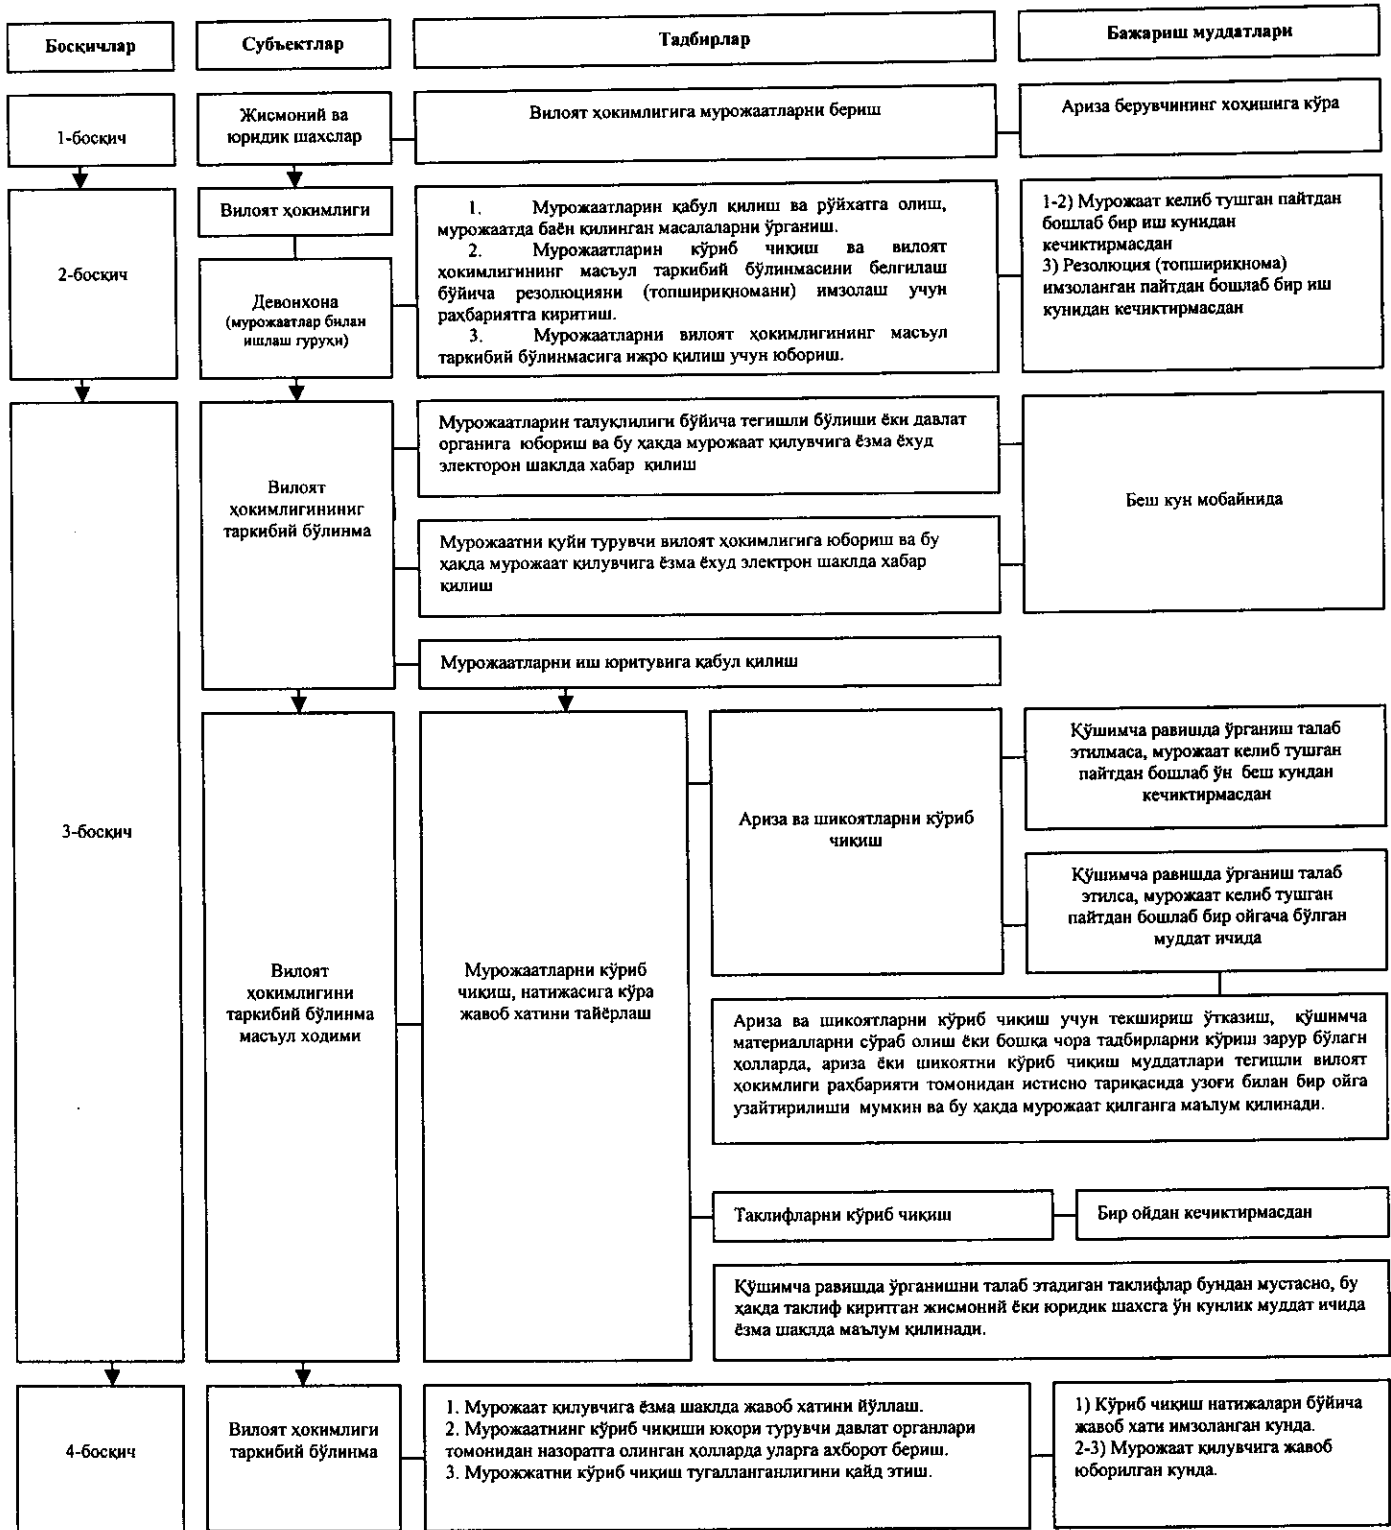 Босқичлар
Субъектлар
Тадбирлар
Бажариш муддатлари
1-босқич
Жисмоний ва
юридик шахслар
Вилоят ҳокимлигига мурожаатларни бериш
Ариза берувчининг хоҳишига кўра
2-босқич
Вилоят ҳокимлиги
Девонхона
(мурожаатлар билан
ишлаш гуруҳи)
1. Мурожаатларин қабул қилиш ва рўйхатга олиш,
мурожаатда баён қилинган масалаларни ўрганиш.
2. Мурожаатларин кўриб чиқиш ва вилоят
ҳокимлигининг масъул таркибий бўлинмасини белгилаш
бўйича резолюцияни (топшириқномани) имзолаш учун
раҳбариятга киритиш.
3. Мурожаатларни вилоят ҳокимлигининг масъул
таркибий бўлинмасига ижро қилиш учун юбориш.
1-2) Мурожаат келиб тушган пайтдан
бошлаб бир иш кунидан
кечиктирмасдан
3) Резолюция (топшириқнома)
имзоланган пайтдан бошлаб бир иш
кунидан кечиктирмасдан
3-босқич
Вилоят
ҳокимлигининиг
таркибий бўлинма
Мурожаатларин талуқлилиги бўйича тегишли бўлиши ёки давлат
органига юбориш ва бу ҳақда мурожаат қилувчига ёзма ёхуд
электорон шаклда хабар қилиш
Мурожаатни қуйи турувчи вилоят ҳокимлигига юбориш ва бу
ҳақда мурожаат қилувчига ёзма ёхуд электрон шаклда хабар
қилиш
Беш кун мобайнида
Мурожаатларни иш юритувига қабул қилиш
Вилоят
ҳокимлигини
таркибий бўлинма
масъул ходими
Мурожаатларни кўриб
чиқиш, натижасига кўра
жавоб хатини тайёрлаш
Ариза ва шикоятларни кўриб
чиқиш
Қўшимча равишда ўрганиш талаб
этилмаса, мурожаат келиб тушган
пайтдан бошлаб ўн беш кундан
кечиктирмасдан
Қўшимча равишда ўрганиш талаб
этилса, мурожаат келиб тушган
пайтдан бошлаб бир ойгача бўлган
муддат ичида
Ариза ва шикоятларни кўриб чиқиш учун текшириш ўтказиш, қўшимча
материалларни сўраб олиш ёки бошқа чора тадбирларни кўриш зарур бўлагн
ҳолларда, ариза ёки шикоятни кўриб чиқиш муддатлари тегишли вилоят
ҳокимлиги раҳбарияти томонидан истисно тариқасида узоғи билан бир ойга
узайтирилиши мумкин ва бу ҳақда мурожаат қилганга маълум қилинади.
Таклифларни кўриб чиқиш
Бир ойдан кечиктирмасдан
Қўшимча равишда ўрганишни талаб этадиган таклифлар бундан мустасно, бу
ҳақда таклиф киритган жисмоний ёки юридик шахсга ўн кунлик муддат ичида
ёзма шаклда маълум қилинади.
4-босқич
Вилоят ҳокимлиги
таркибий бўлинма
1. Мурожаат қилувчига ёзма шаклда жавоб хатини йўллаш.
2. Мурожаатнинг кўриб чиқиши юқори турувчи давлат органлари
томонидан назоратга олинган ҳолларда уларга ахборот бериш.
3. Мурожжатни кўриб чиқиш тугалланганлигини қайд этиш.
1) Кўриб чиқиш натижалари бўйича
жавоб хати имзоланган кунда.
2-3) Мурожаат қилувчига жавоб
юборилган кунда.